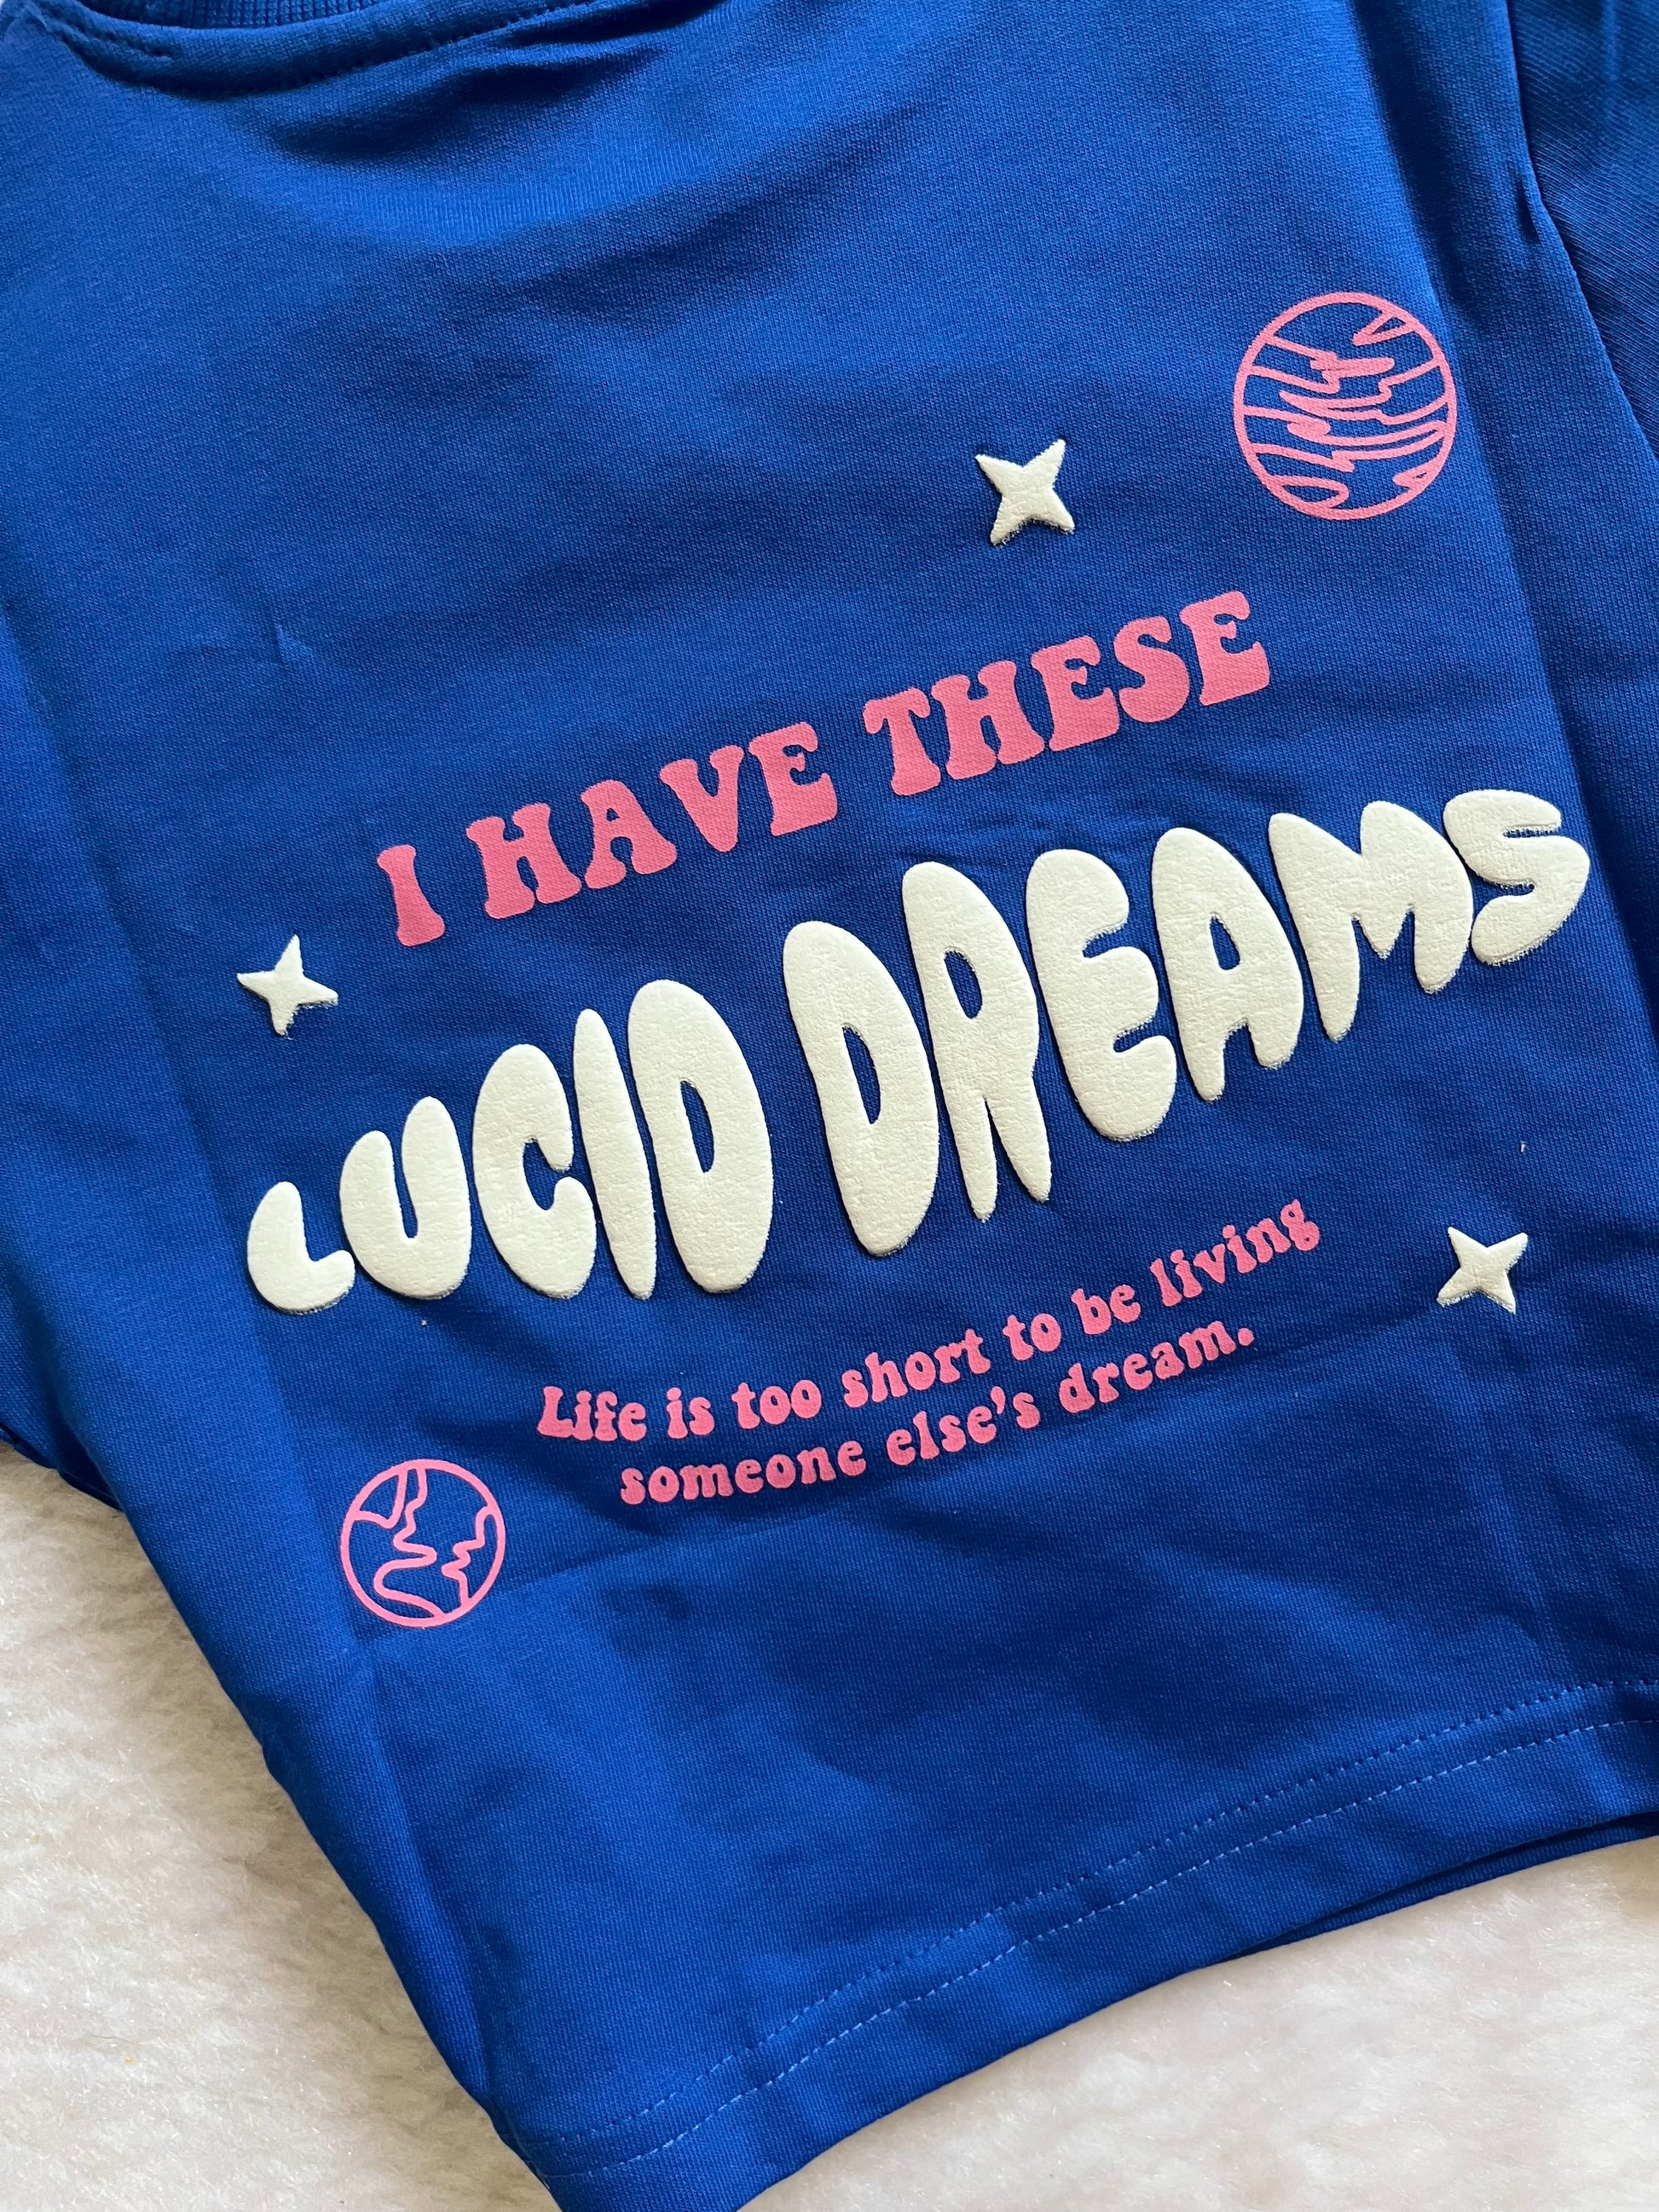 I HAVE THESE
LUCID DREAMS
Life is too short to be living
someone else's dream.